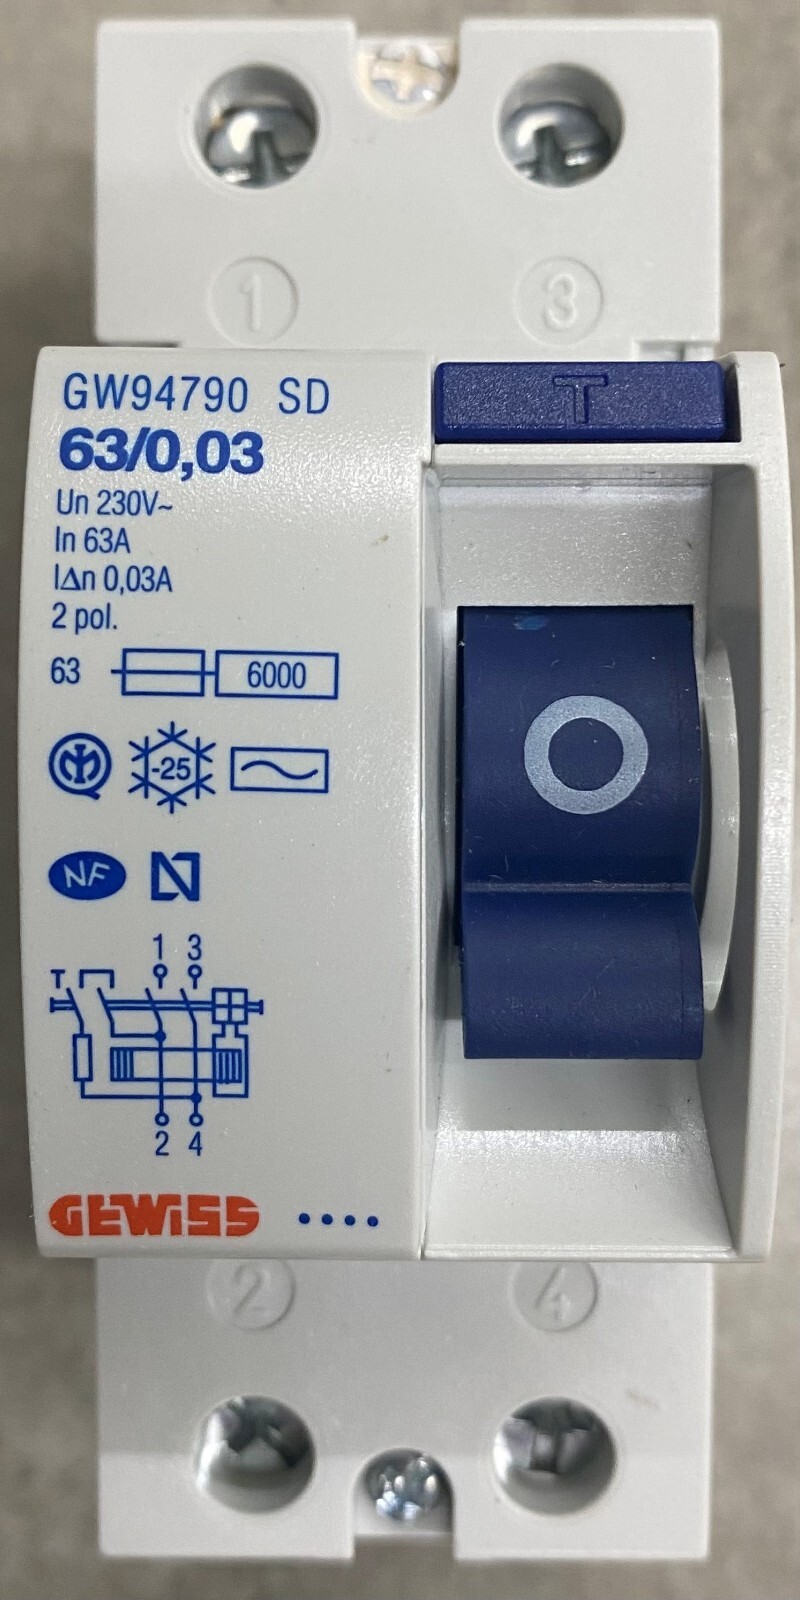 1 3
GW94790 SD
T
63/0,03
Un 230V~
In 63A
I∆n 0,03A
2 pol.
63 6000
-25
NF
1 3
T
2 4
GEWISS
2 4